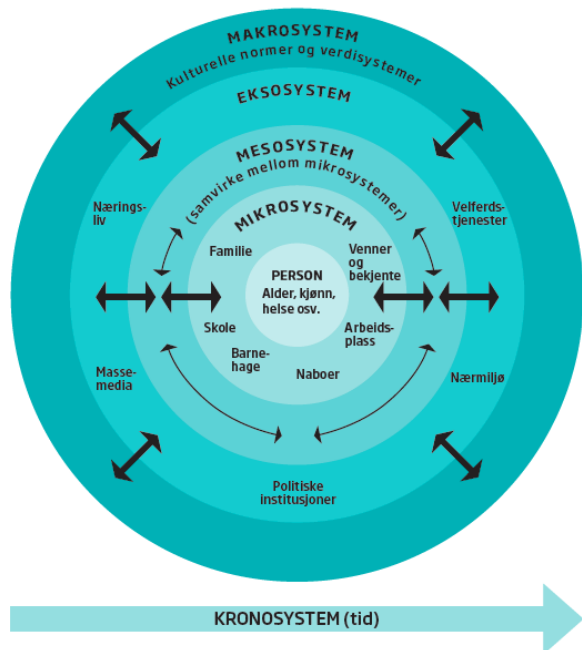 MAKROSYSTEM
Kulturelle normer og verdisystemer
EKSOSYSTEM
MESOSYSTEM
(samvirke mellom mikrosystemer)
MIKROSYSTEM
Nærings-
liv
Velferds-
tjenester
Familie
Venner
og
bekjente
PERSON
Alder, kjønn,
helse osv.
Skole
Arbeids-
plass
Barne-
hage
Naboer
Masse-
media
Nærmiljø
Politiske
institusjoner
KRONOSYSTEM (tid)